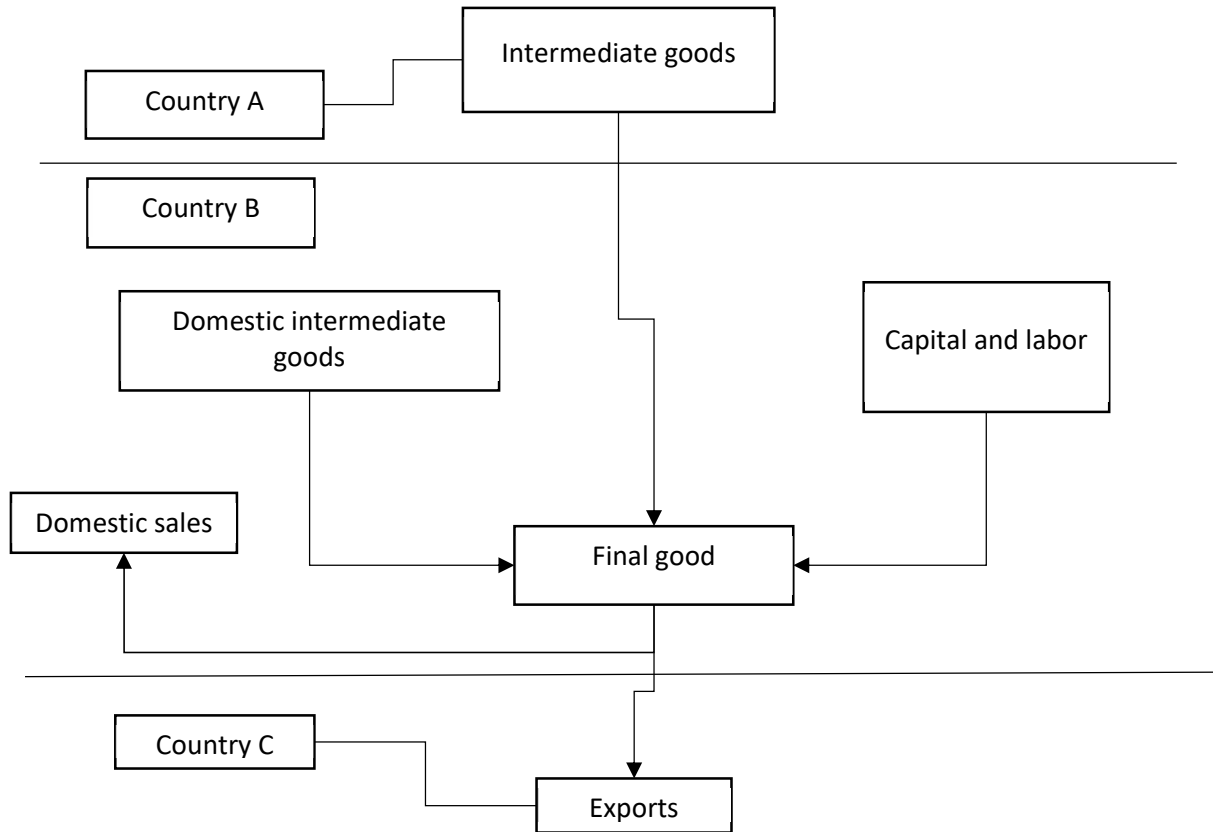 Intermediate goods
Country A
Country B
Domestic intermediate
goods
Capital and labor
Domestic sales
Final good
Country C
Exports